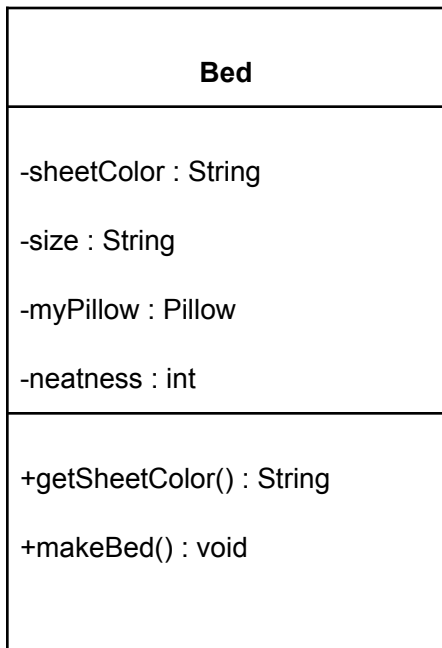 Bed
-sheetColor : String
-size : String
-myPillow : Pillow
-neatness : int
+getSheetColor() : String
+makeBed() : void